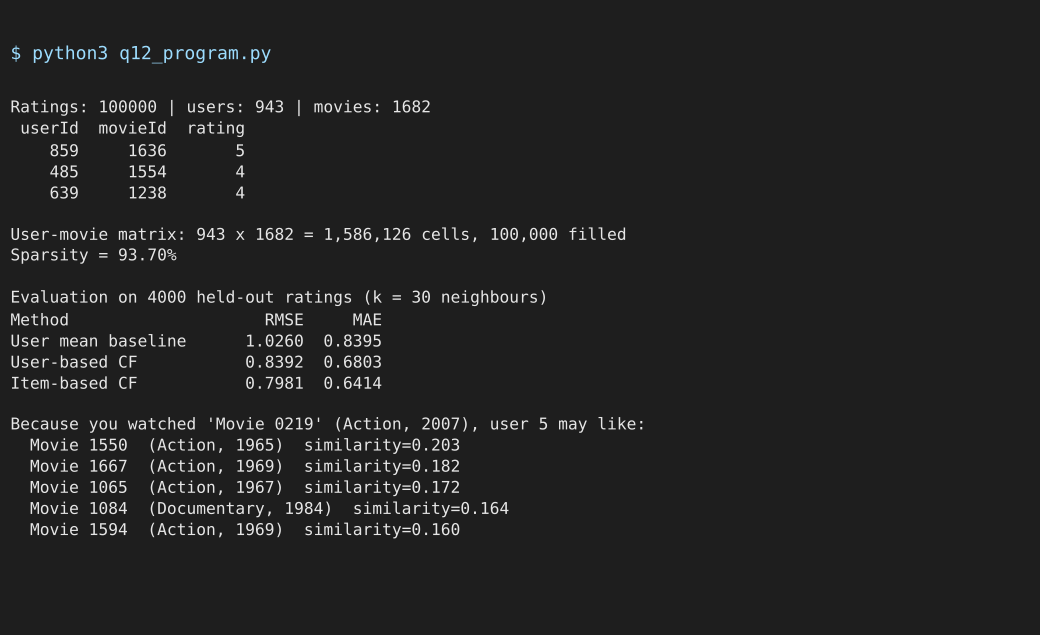 $ python3 q12_program.py
Ratings: 100000 | users: 943 | movies: 1682
userId  movieId  rating
859     1636       5
485     1554       4
639     1238       4
User-movie matrix: 943 x 1682 = 1,586,126 cells, 100,000 filled
Sparsity = 93.70%
Evaluation on 4000 held-out ratings (k = 30 neighbours)
Method                    RMSE     MAE
User mean baseline      1.0260  0.8395
User-based CF           0.8392  0.6803
Item-based CF           0.7981  0.6414
Because you watched 'Movie 0219' (Action, 2007), user 5 may like:
Movie 1550  (Action, 1965)  similarity=0.203
Movie 1667  (Action, 1969)  similarity=0.182
Movie 1065  (Action, 1967)  similarity=0.172
Movie 1084  (Documentary, 1984)  similarity=0.164
Movie 1594  (Action, 1969)  similarity=0.160